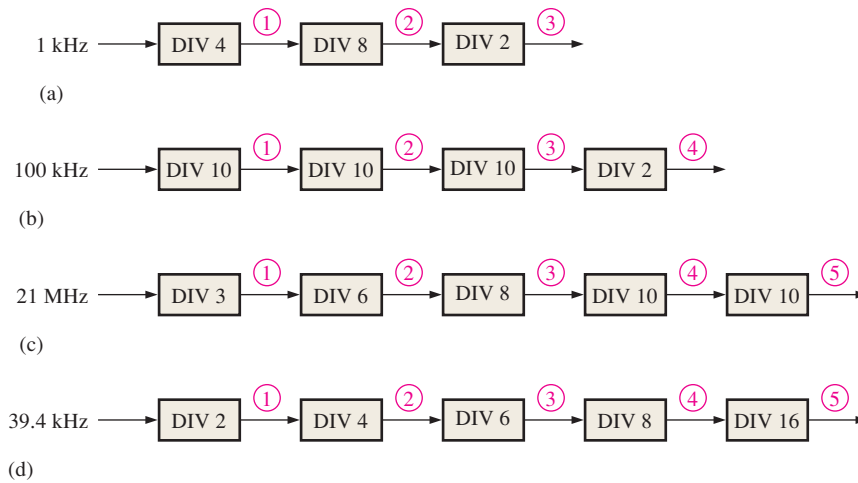 ① ② ③
1 kHz DIV 4 DIV 8 DIV 2
(a)
① ② ③ ④
100 kHz DIV 10 DIV 10 DIV 10 DIV 2
(b)
① ② ③ ④ ⑤
21 MHz DIV 3 DIV 6 DIV 8 DIV 10 DIV 10
(c)
① ② ③ ④ ⑤
39.4 kHz DIV 2 DIV 4 DIV 6 DIV 8 DIV 16
(d)